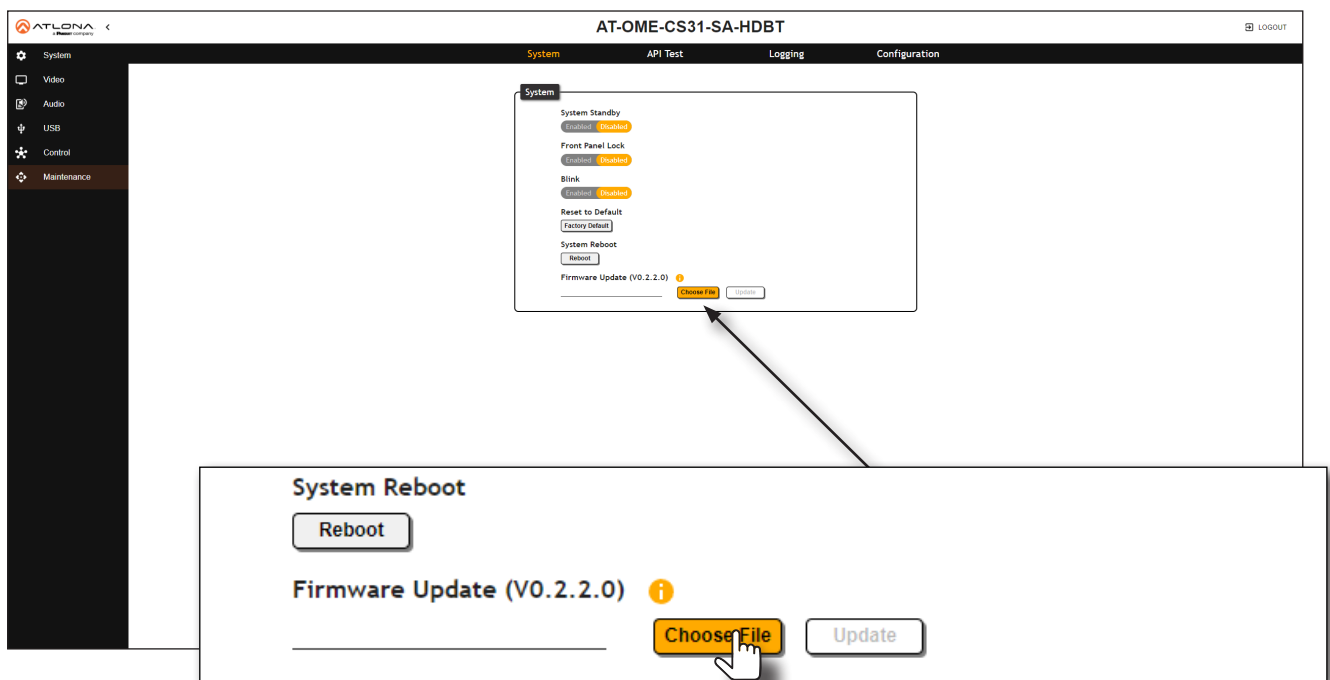 ATLONA
a Panduit company
<
AT-OME-CS31-SA-HDBT
LOGOUT
System
Video
Audio
USB
Control
Maintenance
System API Test Logging Configuration
System
System Standby
Enabled Disabled
Front Panel Lock
Enabled Disabled
Blink
Enabled Disabled
Reset to Default
Factory Default
System Reboot
Reboot
Firmware Update (V0.2.2.0) i
Choose File Update
System Reboot
Reboot
Firmware Update (V0.2.2.0) i
Choose File Update